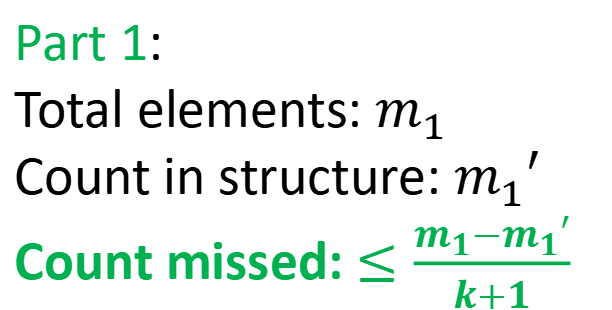 Part 1:
Total elements: m₁
Count in structure: m₁′
Count missed: ≤ (m₁−m₁′)/(k+1)